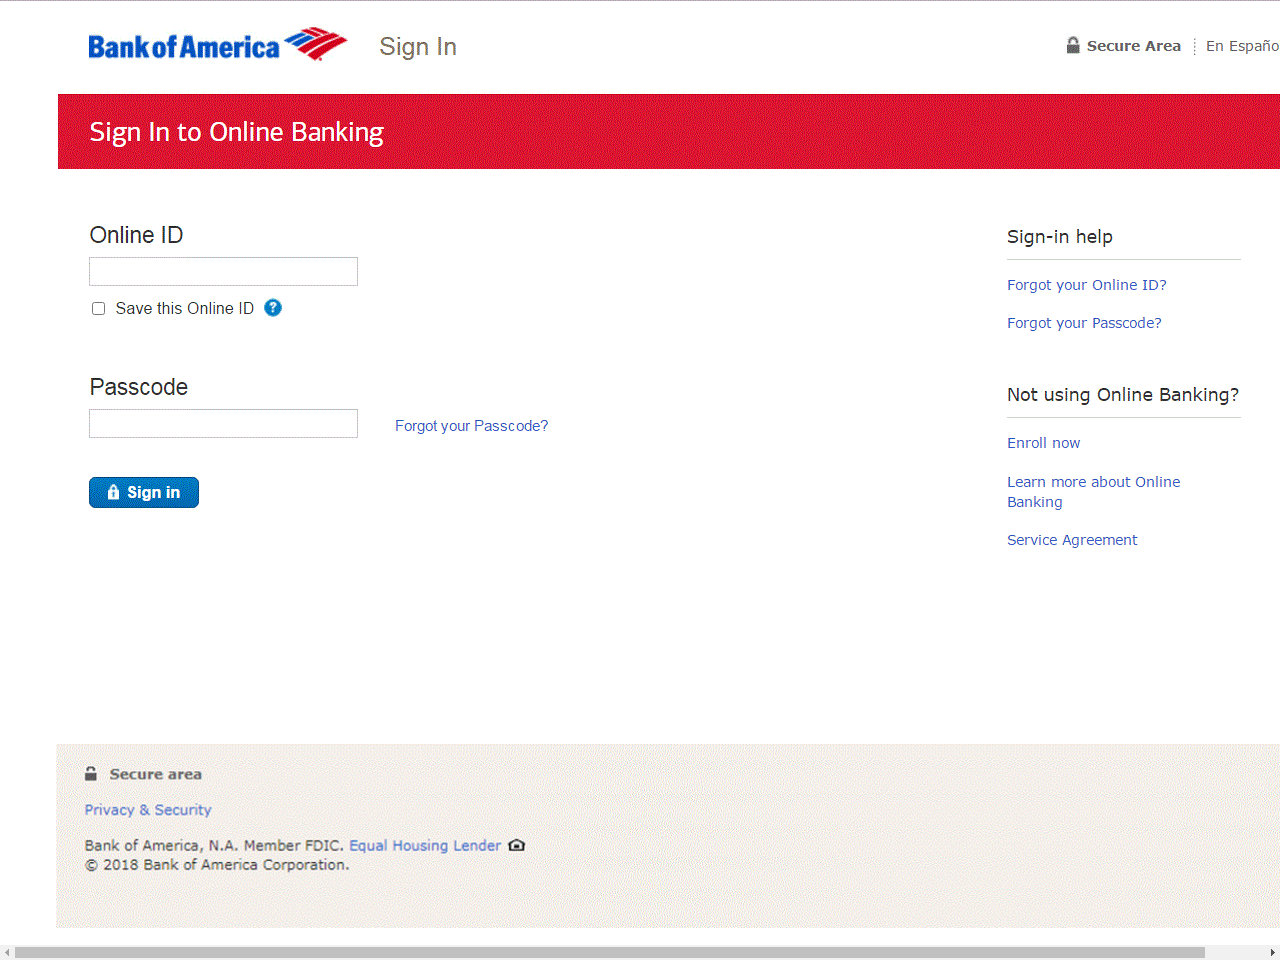 Bank of America Sign In
Secure Area En Españo
Sign In to Online Banking
Online ID
Save this Online ID ?
Passcode
Forgot your Passcode?
Sign in
Sign-in help
Forgot your Online ID?
Forgot your Passcode?
Not using Online Banking?
Enroll now
Learn more about Online
Banking
Service Agreement
Secure area
Privacy & Security
Bank of America, N.A. Member FDIC. Equal Housing Lender
© 2018 Bank of America Corporation.